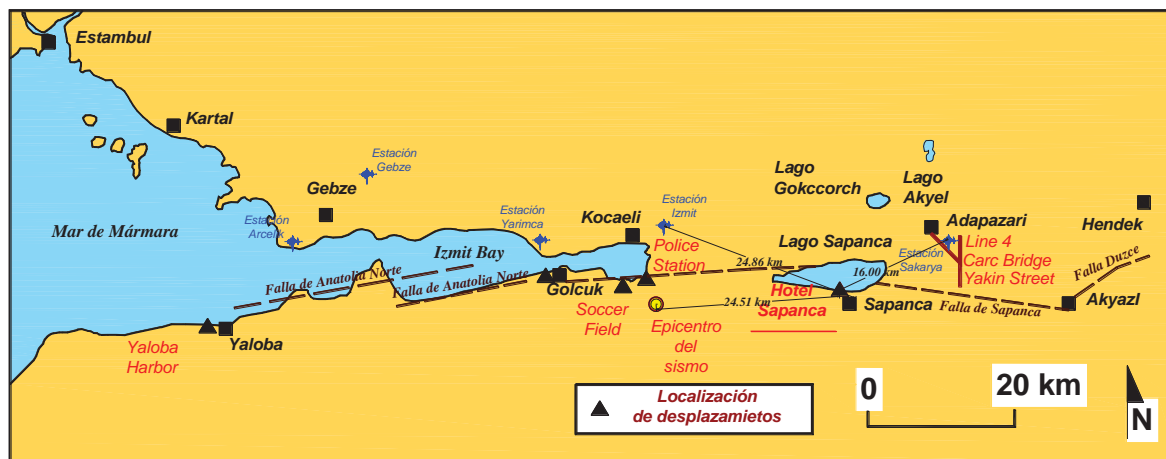 Estambul
Kartal
Estación
Gebze
Gebze
Estación
Arcelik
Mar de Mármara
Izmit Bay
Estación
Yarimca
Kocaeli
Estación
Izmit
Police
Station
Lago
Gokccorch
Lago
Akyel
Adapazari
Hendek
Lago Sapanca
Estación
Sakarya
Line 4
Carc Bridge
Yakin Street
24.86 km
16.00 km
24.51 km
Falla de Anatolia Norte
Falla de Anatolia Norte
Golcuk
Hotel
Sapanca
Sapanca
Falla de Sapanca
Falla Duzce
Akyazl
Soccer
Field
Epicentro
del
sismo
Yaloba
Yaloba
Harbor
Localización
de desplazamietos
0
20 km
N